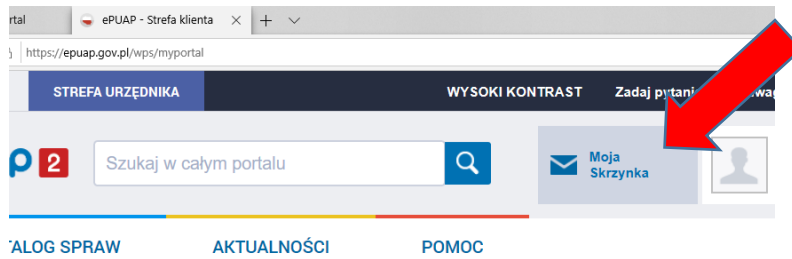 rtal ePUAP - Strefa klienta
https://epuap.gov.pl/wps/myportal
STREFA URZĘDNIKA WYSOKI KONTRAST Zadaj
p 2 Szukaj w całym portalu Moja
Skrzynka
TALOG SPRAW AKTUALNOŚCI POMOC